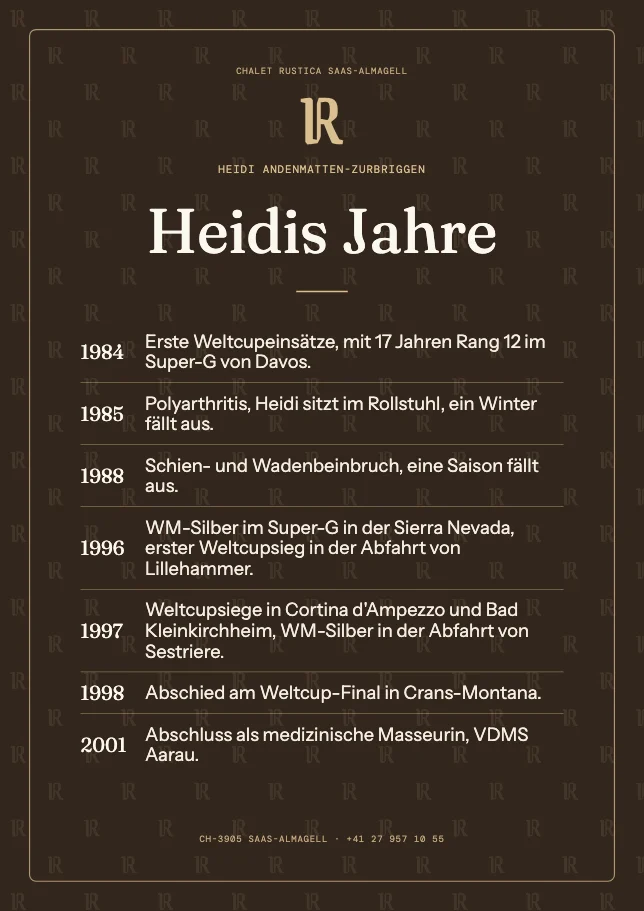 CHALET RUSTICA SAAS-ALMAGELL
R
HEIDI ANDENMATTEN-ZURBRIGGEN
Heidis Jahre
1984 Erste Weltcupeinsätze, mit 17 Jahren Rang 12 im
Super-G von Davos.
1985 Polyarthritis, Heidi sitzt im Rollstuhl, ein Winter
fällt aus.
1988 Schien- und Wadenbeinbruch, eine Saison fällt
aus.
1996 WM-Silber im Super-G in der Sierra Nevada,
erster Weltcupsieg in der Abfahrt von
Lillehammer.
1997 Weltcupsiege in Cortina d'Ampezzo und Bad
Kleinkirchheim, WM-Silber in der Abfahrt von
Sestriere.
1998 Abschied am Weltcup-Final in Crans-Montana.
2001 Abschluss als medizinische Masseurin, VDMS
Aarau.
CH-3905 SAAS-ALMAGELL · +41 27 957 10 55